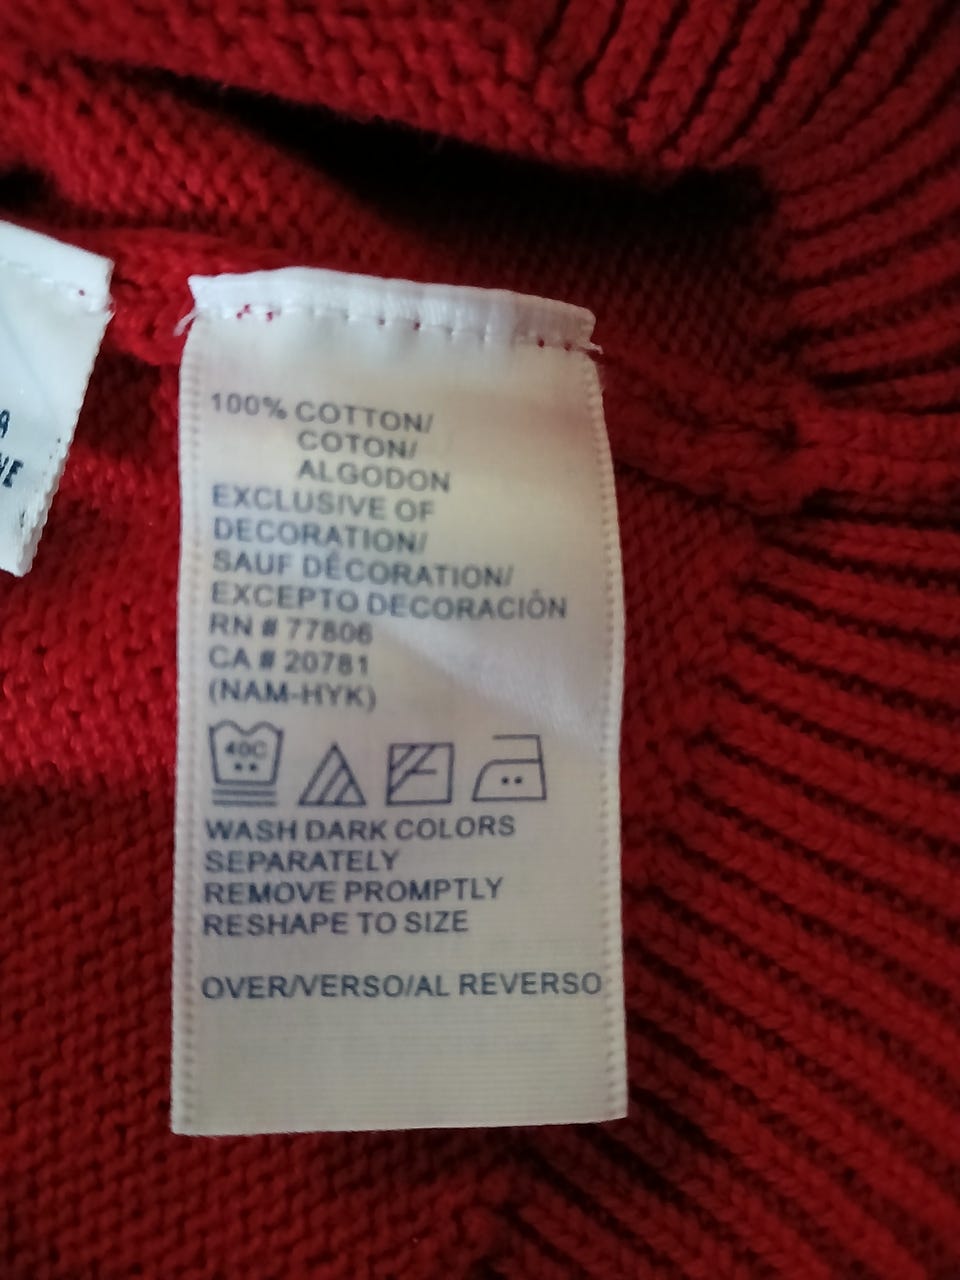 100% COTTON/
COTON/
ALGODON
EXCLUSIVE OF
DECORATION/
SAUF DÉCORATION/
EXCEPTO DECORACIÓN
RN # 77806
CA # 20781
(NAM-HYK)
40C
WASH DARK COLORS
SEPARATELY
REMOVE PROMPTLY
RESHAPE TO SIZE
OVER/VERSO/AL REVERSO